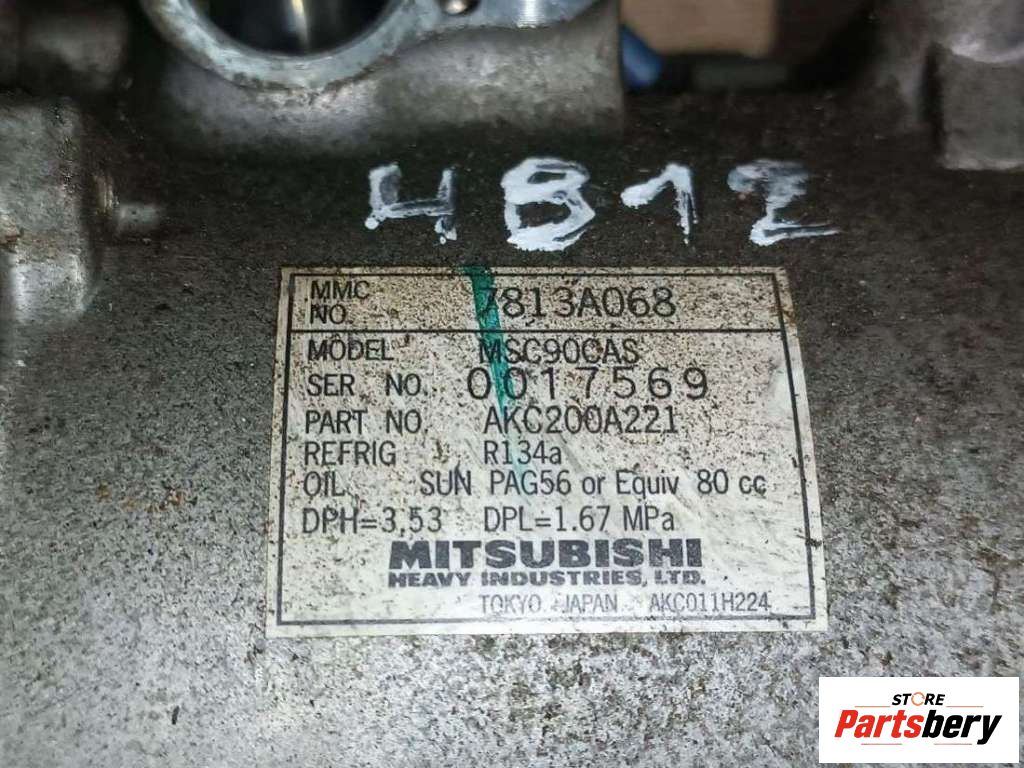 4B12
MMC NO. 7813A068
MODEL MSC90CAS
SER NO. 0017569
PART NO. AKC200A221
REFRIG R134a
OIL SUN PAG56 or Equiv 80 cc
DPH=3.53 DPL=1.67 MPa
MITSUBISHI
HEAVY INDUSTRIES, LTD.
TOKYO JAPAN AKC011H224
STORE
Partsbery